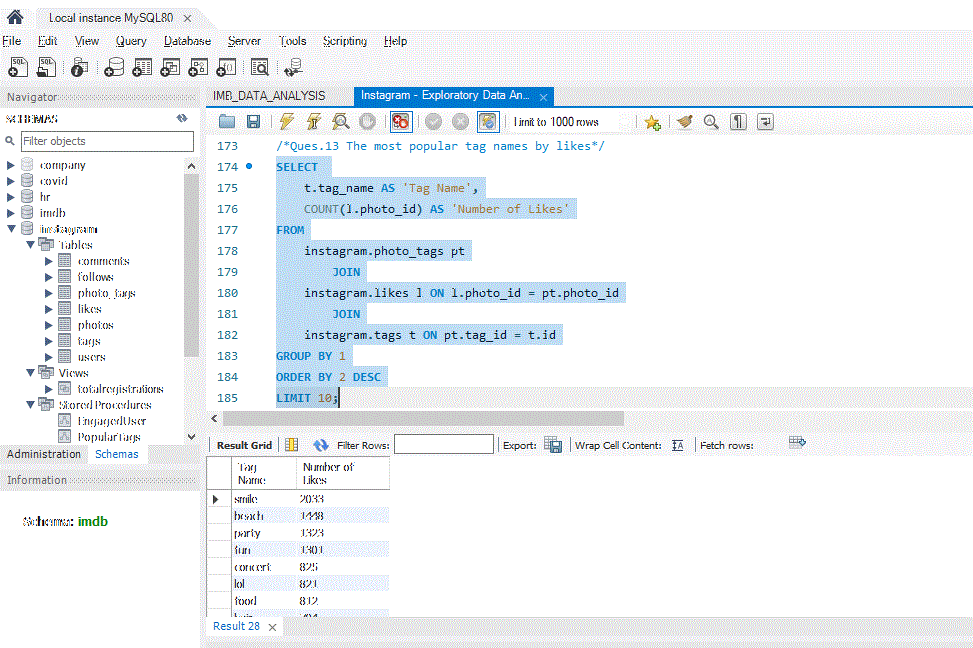 Local instance MySQL80
File Edit View Query Database Server Tools Scripting Help
Navigator
SCHEMAS
Filter objects
company
covid
hr
imdb
instagram
Tables
comments
follows
photo_tags
likes
photos
tags
users
Views
totalregistrations
Stored Procedures
EngagedUser
PopularTags
Administration Schemas
Information
Schema: imdb
IMB_DATA_ANALYSIS Instagram - Exploratory Data An...
Limit to 1000 rows
173 /*Ques.13 The most popular tag names by likes*/
174 SELECT
175 t.tag_name AS 'Tag Name',
176 COUNT(l.photo_id) AS 'Number of Likes'
177 FROM
178 instagram.photo_tags pt
179 JOIN
180 instagram.likes l ON l.photo_id = pt.photo_id
181 JOIN
182 instagram.tags t ON pt.tag_id = t.id
183 GROUP BY 1
184 ORDER BY 2 DESC
185 LIMIT 10;
Result Grid Filter Rows: Export: Wrap Cell Content: Fetch rows:
Tag Name Number of Likes
smile 2033
beach 1448
party 1323
fun 1301
concert 825
lol 821
food 812
Result 28